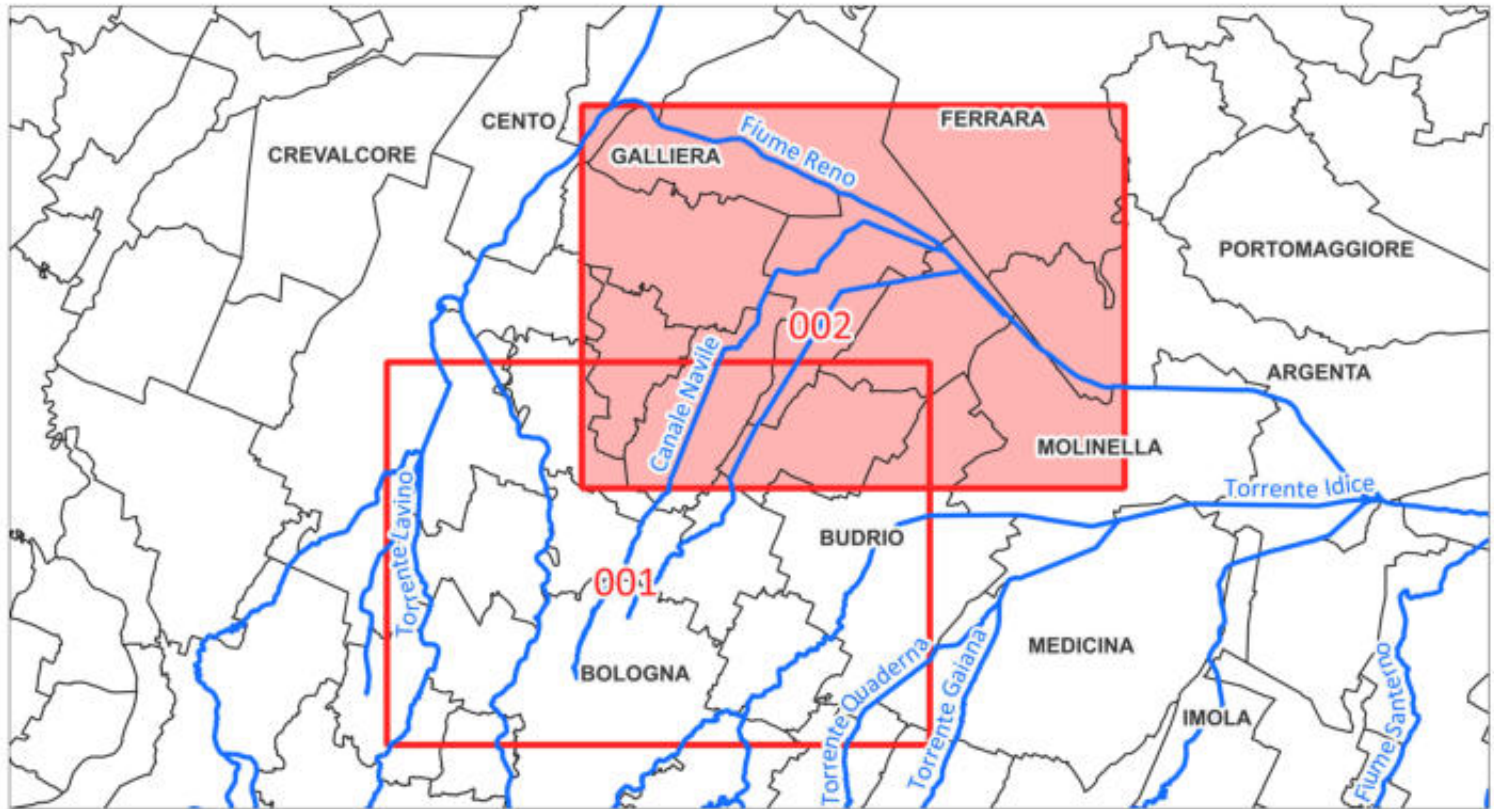 FERRARA
CENTO
Fiume Reno
CREVALCORE
GALLIERA
PORTOMAGGIORE
002
Canale Navile
ARGENTA
MOLINELLA
Torrente Idice
Torrente Lavino
BUDRIO
001
MEDICINA
BOLOGNA
Torrente Quaderna
Torrente Gaiana
Fiume Santerno
IMOLA